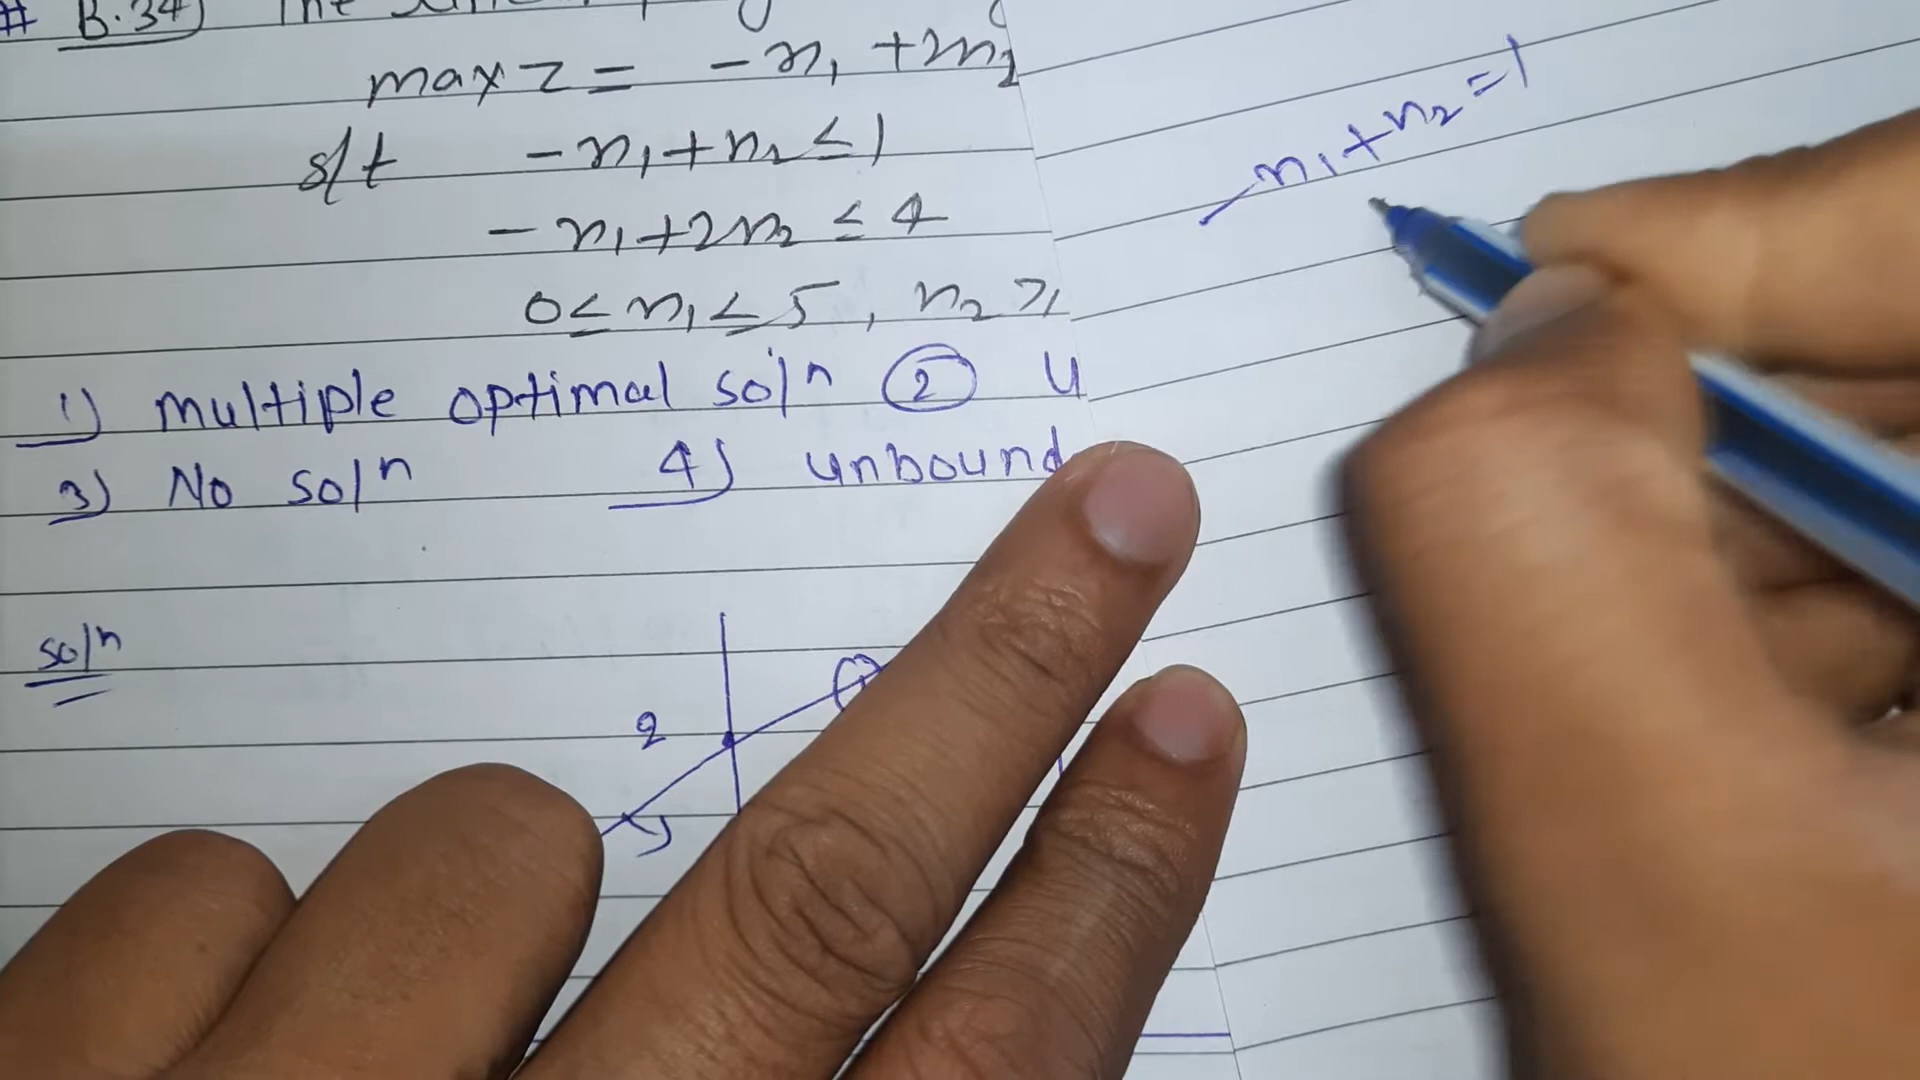 # B.34) The
max z = -x₁ + 2x₂
s/t -x₁ + x₂ ≤ 1
-x₁ + 2x₂ ≤ 4
0 ≤ x₁ ≤ 5, x₂ ≥
1) multiple optimal solⁿ ② u
3) No solⁿ 4) unbound
solⁿ
2
-x₁ + x₂ = 1